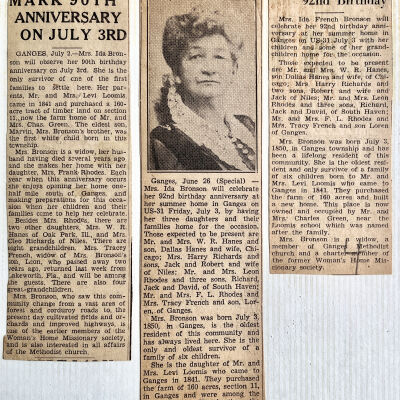 MARK 90TH
ANNIVERSARY
ON JULY 3RD
GANGES, July 2.—Mrs. Ida Bron-
son will observe her 90th birthday
anniversary on July 3rd. She is the
only survivor of one of the first
families to settle here. Her par-
ents, Mr. and Mrs. Levi Loomis
came in 1841 and purchased a 160-
acre tract of timber land on section
11, now the farm home of Mr. and
Mrs. Chas. Green. The oldest son,
Marvin, Mrs. Bronson's brother, was
the first white child born in this
township.
Mrs. Bronson is a widow, her hus-
band having died several years ago
and she makes her home with her
daughter, Mrs. Frank Rhodes. Each
year when this anniversary occurs
she enjoys opening her home one-
half mile south of Ganges, and
making preparations for this occa-
sion when her children and their
families come to help her celebrate.
Besides Mrs. Rhodes, there are
two other daughters, Mrs. W. R.
Hanes of Oak Park, Ill., and Mrs.
Cleo Richards of Niles. There are
eight grandchildren. Mrs. Tracey
French, widow of Mrs. Bronson's
son, Leon, who passed away two
years ago, returned last week from
Lakeworth, Fla., and will be among
the guests. There are also four
great-grandchildren.
Mrs. Bronson, who saw this com-
munity change from a vast area of
forest and corduroy roads to the
present day cultivated fields and or-
chards and improved highways, is
one of the earlier members of the
Woman's Home Missionary society,
and is interested in all affairs
of the Methodist church.
Ganges, June 26 (Special) —
Mrs. Ida Bronson will celebrate
her 92nd birthday anniversary at
her summer home in Ganges on
US-31 Friday, July 3, by having
her three daughters and their
families home for the occasion.
Those expected to be present are
Mr. and Mrs. W. R. Hanes and
son, Dallas Hanes and wife, Chi-
cago; Mrs. Harry Richards and
sons, Jack and Robert and wife
of Niles; Mr. and Mrs. Leon
Rhodes and three sons, Richard,
Jack and David, of South Haven;
Mr. and Mrs. F. L. Rhodes and
Mrs. Tracy French and son, Lor-
en, of Ganges.
Mrs. Bronson was born July 3,
1850, in Ganges, is the oldest
resident of this community and
has always lived here. She is the
only and oldest survivor of a
family of six children.
She is the daughter of Mr. and
Mrs. Levi Loomis who came to
Ganges in 1841. They purchased
the farm of 160 acres, section 11,
in Ganges and were among the
92nd Birthday
Mrs. Ida French Bronson will
celebrate her 92nd birthday anni-
versary at her summer home in
Ganges on US-31 July 3 with her
children and some of her grand-
children home for the occasion.
Those expected to be present
are: Mr. and Mrs. W. R. Hanes,
son Dallas Hanes and wife, of Chi-
cago; Mrs. Harry Richards and
two sons, Robert and wife and
Jack of Niles; Mr. and Mrs. Leon
Rhodes and three sons, Richard,
Jack and David, of South Haven;
Mr. and Mrs. F. L. Rhodes and
Mrs. Tracy French and son Loren
of Ganges.
Mrs. Bronson was born July 3,
1850, in Ganges township and has
been a lifelong resident of this
community. She is the oldest resi-
dent and only survivor of a family
of six children born to Mr. and
Mrs. Levi Loomis who came to
Ganges in 1841. They purchased
the farm of 160 acres, and built
a new home. This place is now
owned and occupied by Mr. and
Mrs. Charles Green, near the
Loomis school which was named
after the family.
Mrs. Bronson is a widow, a
member of Ganges Methodist
church and a charter member of
the former Woman's Home Mis-
sionary society.